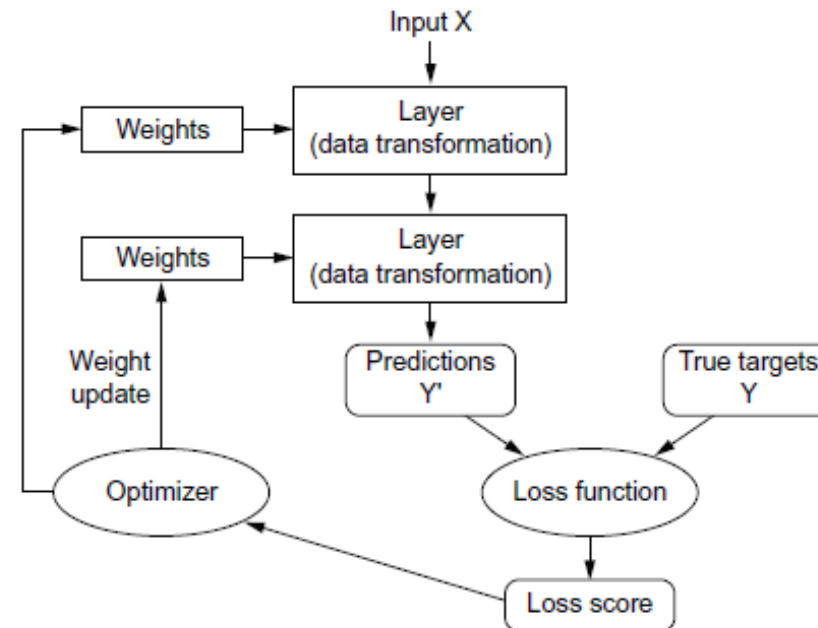 Input X
Weights
Layer
(data transformation)
Weights
Layer
(data transformation)
Weight
update
Predictions
Y'
True targets
Y
Optimizer
Loss function
Loss score